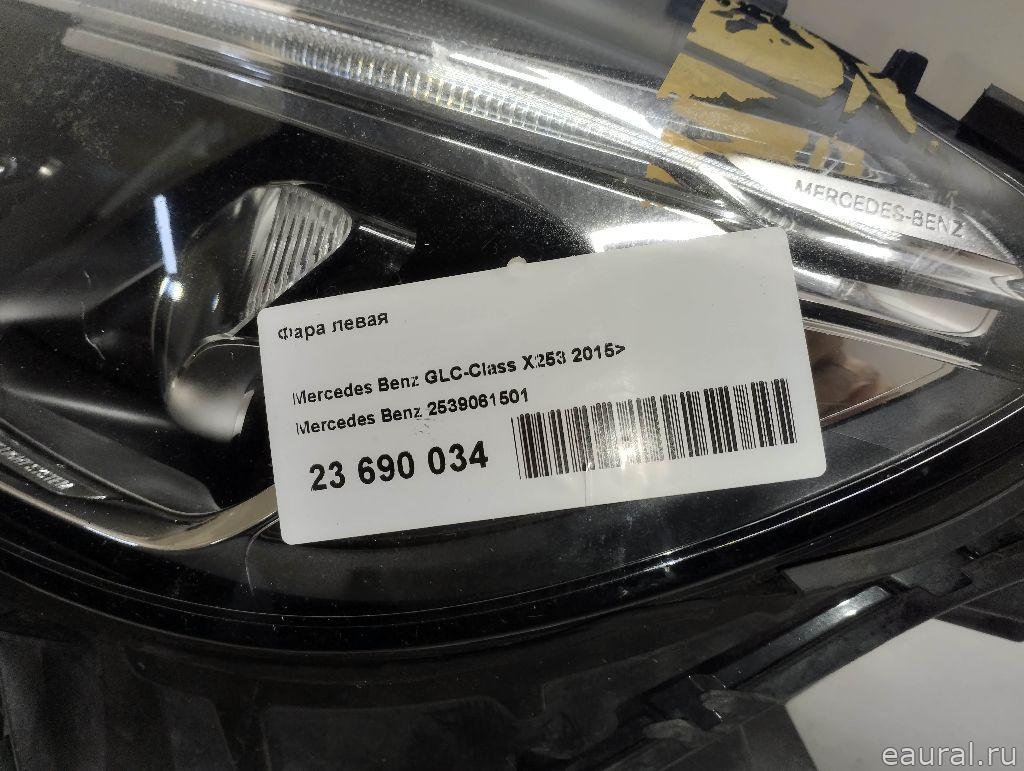 MERCEDES-BENZ
Фара левая
Mercedes Benz GLC-Class X253 2015>
Mercedes Benz 2539061501
23 690 034
eaural.ru